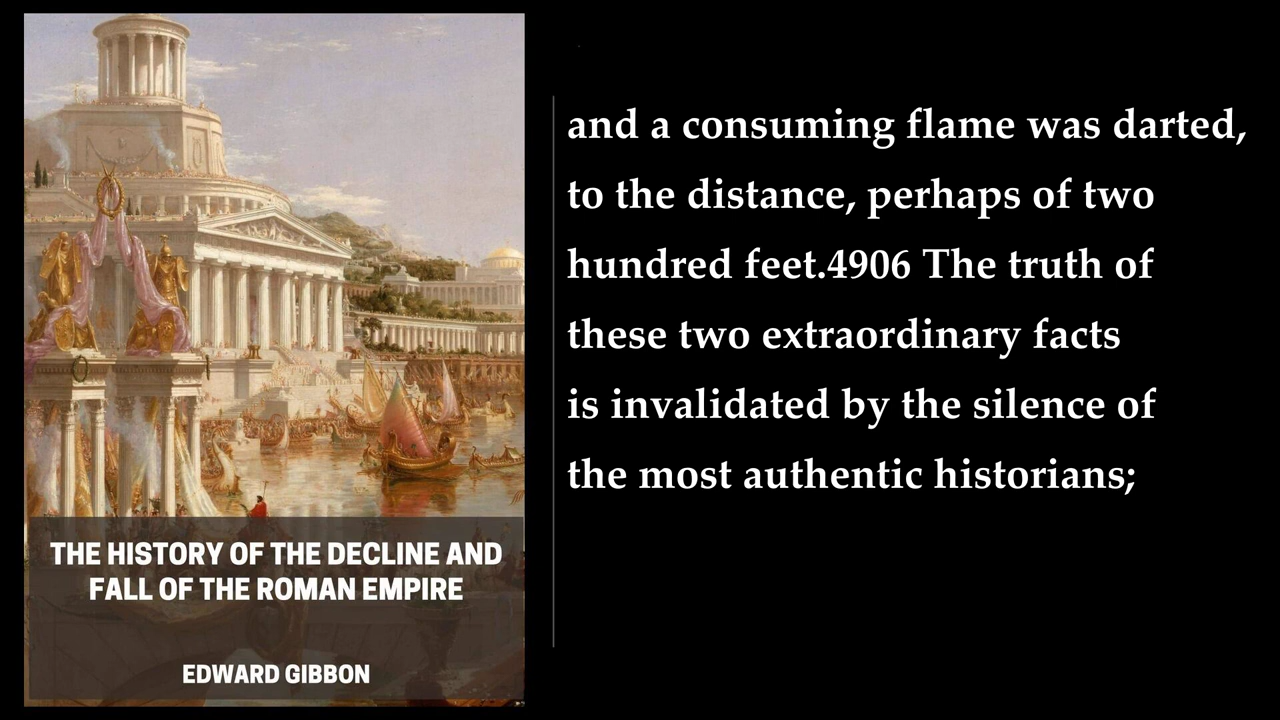 THE HISTORY OF THE DECLINE AND
FALL OF THE ROMAN EMPIRE
EDWARD GIBBON
and a consuming flame was darted,
to the distance, perhaps of two
hundred feet.4906 The truth of
these two extraordinary facts
is invalidated by the silence of
the most authentic historians;